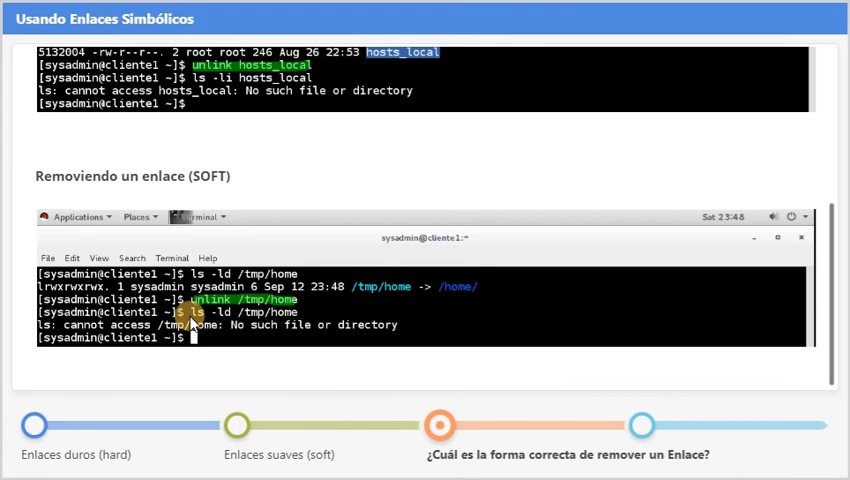 Usando Enlaces Simbólicos
5132004 -rw-r--r--. 2 root root 246 Aug 26 22:53 hosts_local
[sysadmin@cliente1 ~]$ unlink hosts_local
[sysadmin@cliente1 ~]$ ls -li hosts_local
ls: cannot access hosts_local: No such file or directory
[sysadmin@cliente1 ~]$
Removiendo un enlace (SOFT)
Applications Places Terminal Sat 23:48
sysadmin@cliente1:~
File Edit View Search Terminal Help
[sysadmin@cliente1 ~]$ ls -ld /tmp/home
lrwxrwxrwx. 1 sysadmin sysadmin 6 Sep 12 23:48 /tmp/home -> /home/
[sysadmin@cliente1 ~]$ unlink /tmp/home
[sysadmin@cliente1 ~]$ ls -ld /tmp/home
ls: cannot access /tmp/home: No such file or directory
[sysadmin@cliente1 ~]$
Enlaces duros (hard)
Enlaces suaves (soft)
¿Cuál es la forma correcta de remover un Enlace?